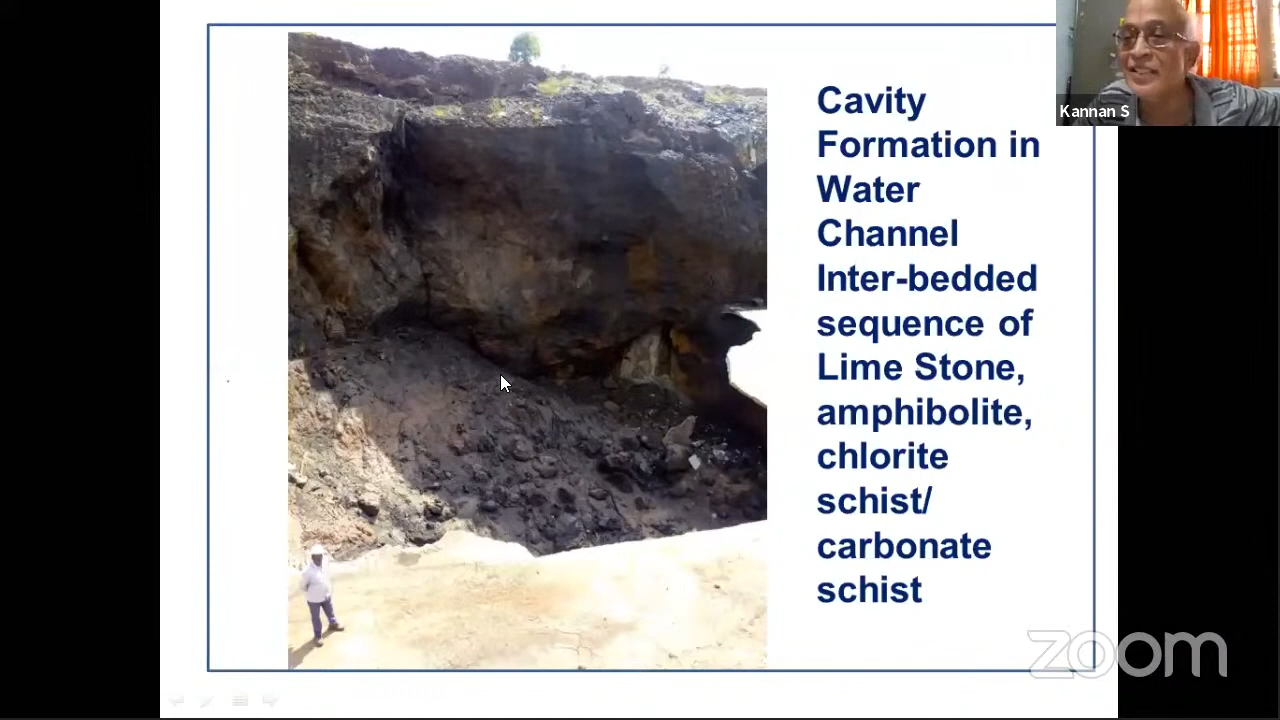 Cavity
Formation in
Water
Channel
Inter-bedded
sequence of
Lime Stone,
amphibolite,
chlorite
schist/
carbonate
schist
Kannan S
zoom